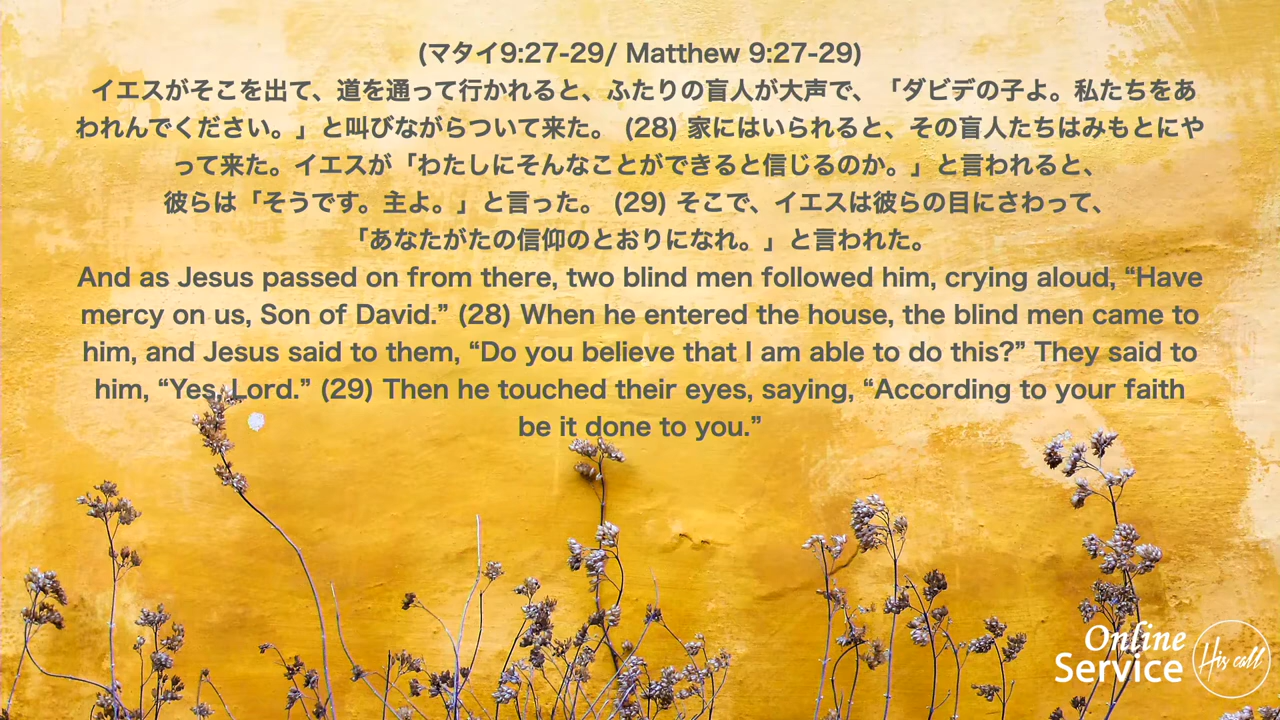 (マタイ9:27-29/ Matthew 9:27-29)
イエスがそこを出て、道を通って行かれると、ふたりの盲人が大声で、「ダビデの子よ。私たちをあ
われんでください。」と叫びながらついて来た。 (28) 家にはいられると、その盲人たちはみもとにや
って来た。イエスが「わたしにそんなことができると信じるのか。」と言われると、
彼らは「そうです。主よ。」と言った。 (29) そこで、イエスは彼らの目にさわって、
「あなたがたの信仰のとおりになれ。」と言われた。
And as Jesus passed on from there, two blind men followed him, crying aloud, “Have
mercy on us, Son of David.” (28) When he entered the house, the blind men came to
him, and Jesus said to them, “Do you believe that I am able to do this?” They said to
him, “Yes, Lord.” (29) Then he touched their eyes, saying, “According to your faith
be it done to you.”
Online
Service
His call